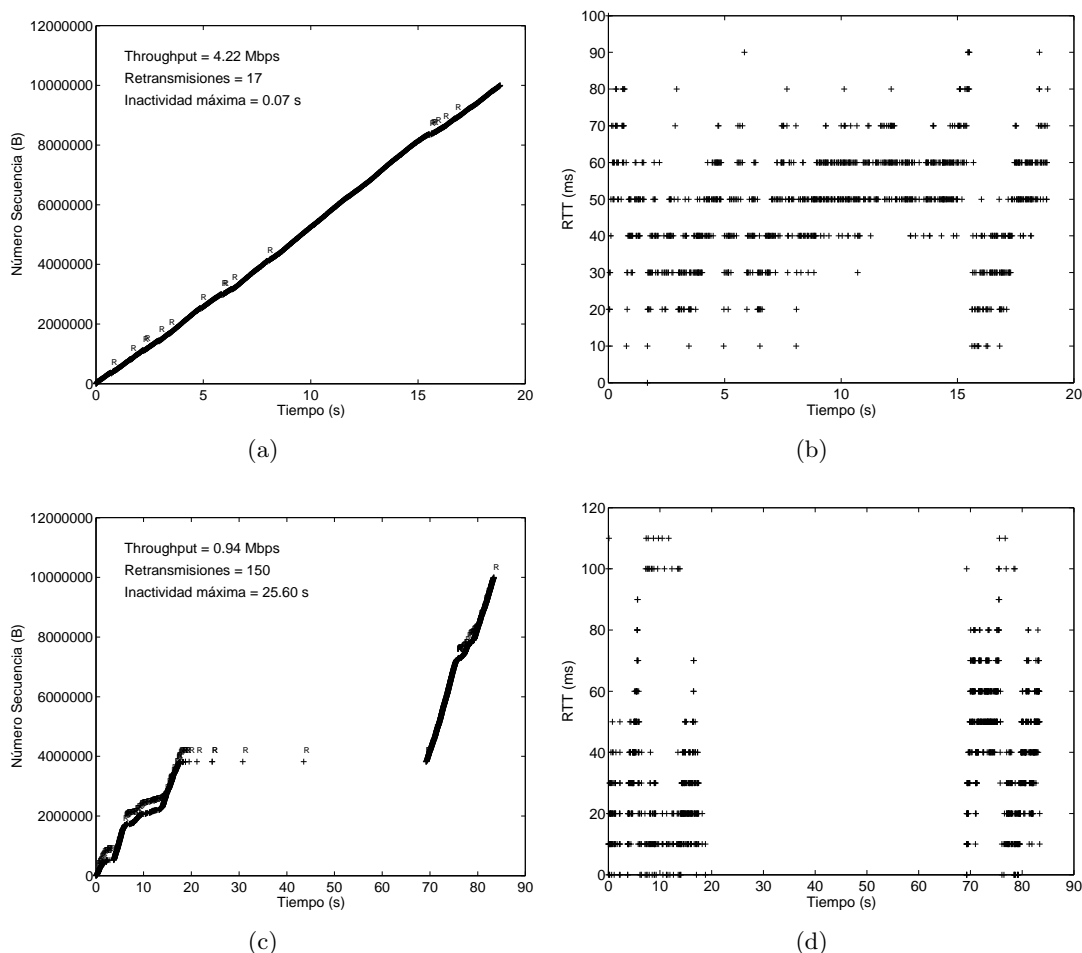 12000000
10000000
8000000
6000000
4000000
2000000
0
Número Secuencia (B)
Throughput = 4.22 Mbps
Retransmisiones = 17
Inactividad máxima = 0.07 s
R R R R R R R R R R R R R R R
0 5 10 15 20
Tiempo (s)
(a)
100
90
80
70
60
50
40
30
20
10
0
RTT (ms)
0 5 10 15 20
Tiempo (s)
(b)
12000000
10000000
8000000
6000000
4000000
2000000
0
Número Secuencia (B)
Throughput = 0.94 Mbps
Retransmisiones = 150
Inactividad máxima = 25.60 s
R
R R R R R
0 10 20 30 40 50 60 70 80 90
Tiempo (s)
(c)
120
100
80
60
40
20
0
RTT (ms)
0 10 20 30 40 50 60 70 80 90
Tiempo (s)
(d)